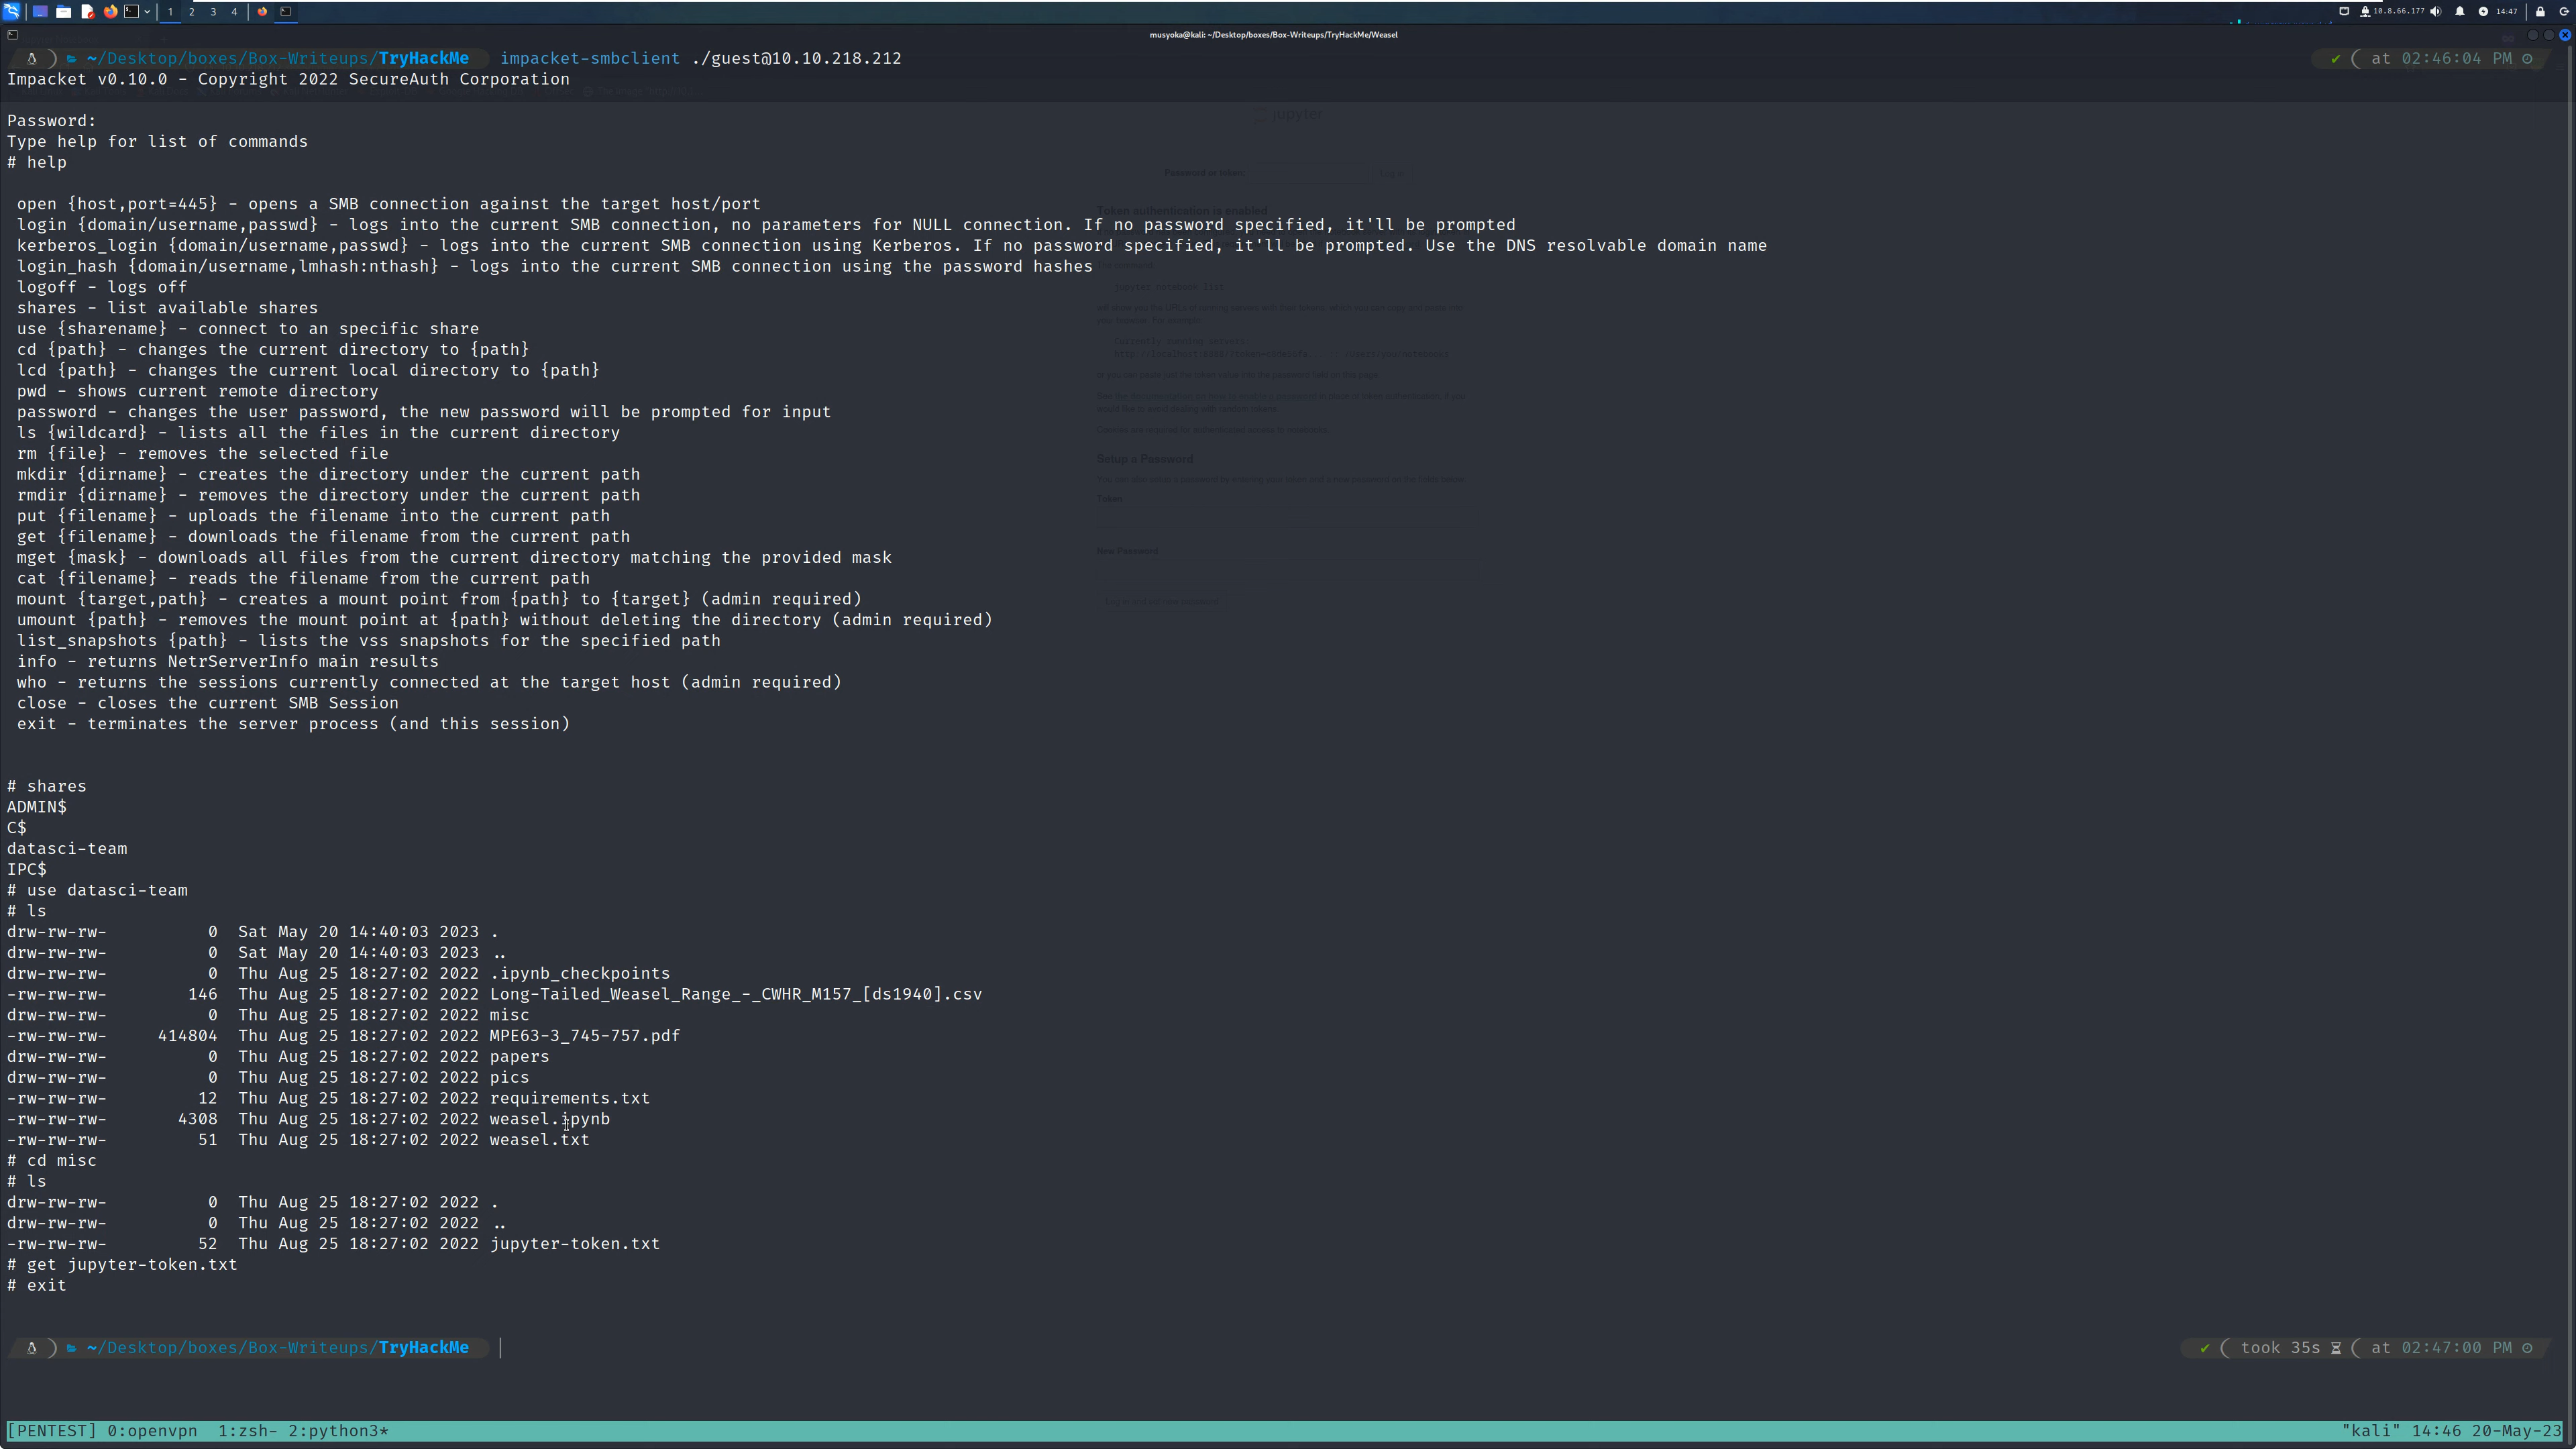 1 2 3 4 10.8.66.177 14:47
musyoka@kali: ~/Desktop/boxes/Box-Writeups/TryHackMe/Weasel
~/Desktop/boxes/Box-Writeups/TryHackMe impacket-smbclient ./guest@10.10.218.212 ✔ at 02:46:04 PM
Impacket v0.10.0 - Copyright 2022 SecureAuth Corporation
Password:
Type help for list of commands
# help
open {host,port=445} - opens a SMB connection against the target host/port
login {domain/username,passwd} - logs into the current SMB connection, no parameters for NULL connection. If no password specified, it'll be prompted
kerberos_login {domain/username,passwd} - logs into the current SMB connection using Kerberos. If no password specified, it'll be prompted. Use the DNS resolvable domain name
login_hash {domain/username,lmhash:nthash} - logs into the current SMB connection using the password hashes
logoff - logs off
shares - list available shares
use {sharename} - connect to an specific share
cd {path} - changes the current directory to {path}
lcd {path} - changes the current local directory to {path}
pwd - shows current remote directory
password - changes the user password, the new password will be prompted for input
ls {wildcard} - lists all the files in the current directory
rm {file} - removes the selected file
mkdir {dirname} - creates the directory under the current path
rmdir {dirname} - removes the directory under the current path
put {filename} - uploads the filename into the current path
get {filename} - downloads the filename from the current path
mget {mask} - downloads all files from the current directory matching the provided mask
cat {filename} - reads the filename from the current path
mount {target,path} - creates a mount point from {path} to {target} (admin required)
umount {path} - removes the mount point at {path} without deleting the directory (admin required)
list_snapshots {path} - lists the vss snapshots for the specified path
info - returns NetrServerInfo main results
who - returns the sessions currently connected at the target host (admin required)
close - closes the current SMB Session
exit - terminates the server process (and this session)
# shares
ADMIN$
C$
datasci-team
IPC$
# use datasci-team
# ls
drw-rw-rw- 0 Sat May 20 14:40:03 2023 .
drw-rw-rw- 0 Sat May 20 14:40:03 2023 ..
drw-rw-rw- 0 Thu Aug 25 18:27:02 2022 .ipynb_checkpoints
-rw-rw-rw- 146 Thu Aug 25 18:27:02 2022 Long-Tailed_Weasel_Range_-_CWHR_M157_[ds1940].csv
drw-rw-rw- 0 Thu Aug 25 18:27:02 2022 misc
-rw-rw-rw- 414804 Thu Aug 25 18:27:02 2022 MPE63-3_745-757.pdf
drw-rw-rw- 0 Thu Aug 25 18:27:02 2022 papers
drw-rw-rw- 0 Thu Aug 25 18:27:02 2022 pics
-rw-rw-rw- 12 Thu Aug 25 18:27:02 2022 requirements.txt
-rw-rw-rw- 4308 Thu Aug 25 18:27:02 2022 weasel.ipynb
-rw-rw-rw- 51 Thu Aug 25 18:27:02 2022 weasel.txt
# cd misc
# ls
drw-rw-rw- 0 Thu Aug 25 18:27:02 2022 .
drw-rw-rw- 0 Thu Aug 25 18:27:02 2022 ..
-rw-rw-rw- 52 Thu Aug 25 18:27:02 2022 jupyter-token.txt
# get jupyter-token.txt
# exit
~/Desktop/boxes/Box-Writeups/TryHackMe ✔ took 35s at 02:47:00 PM
[PENTEST] 0:openvpn 1:zsh- 2:python3* "kali" 14:46 20-May-23
jupyter
Password or token: Log in
Token authentication is enabled
Setup a Password
Token
New Password